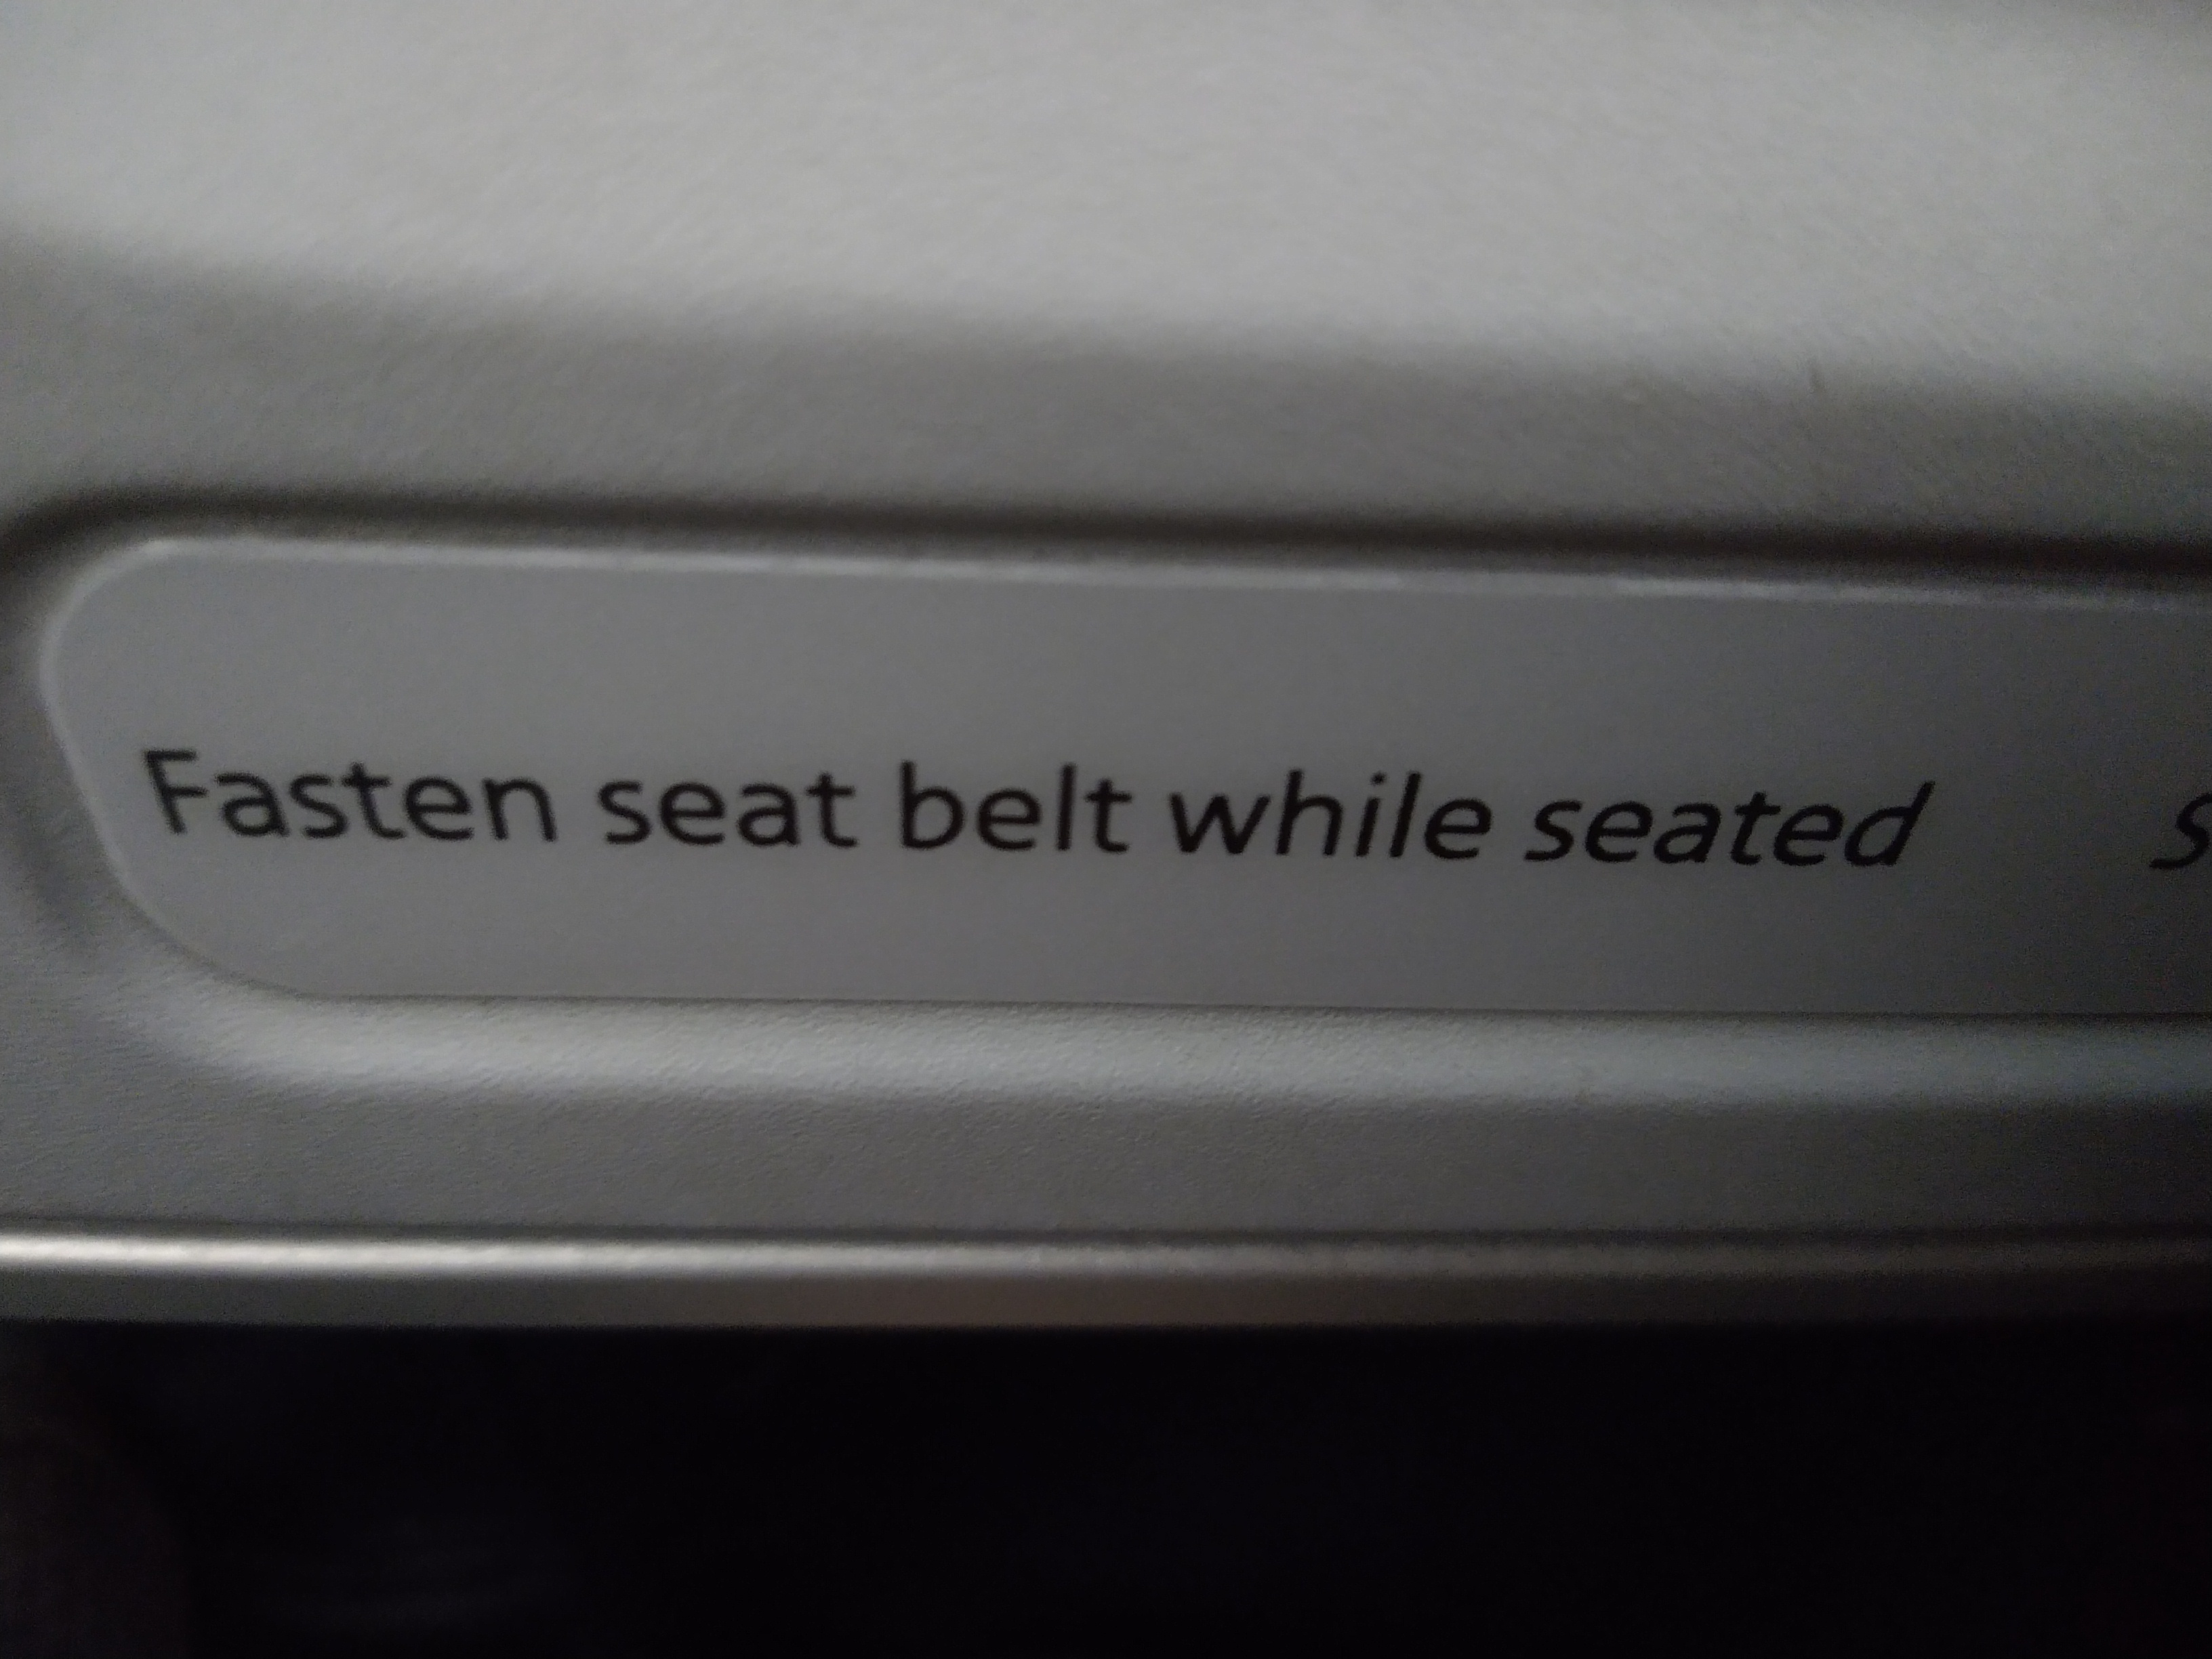 Fasten seat belt while seated